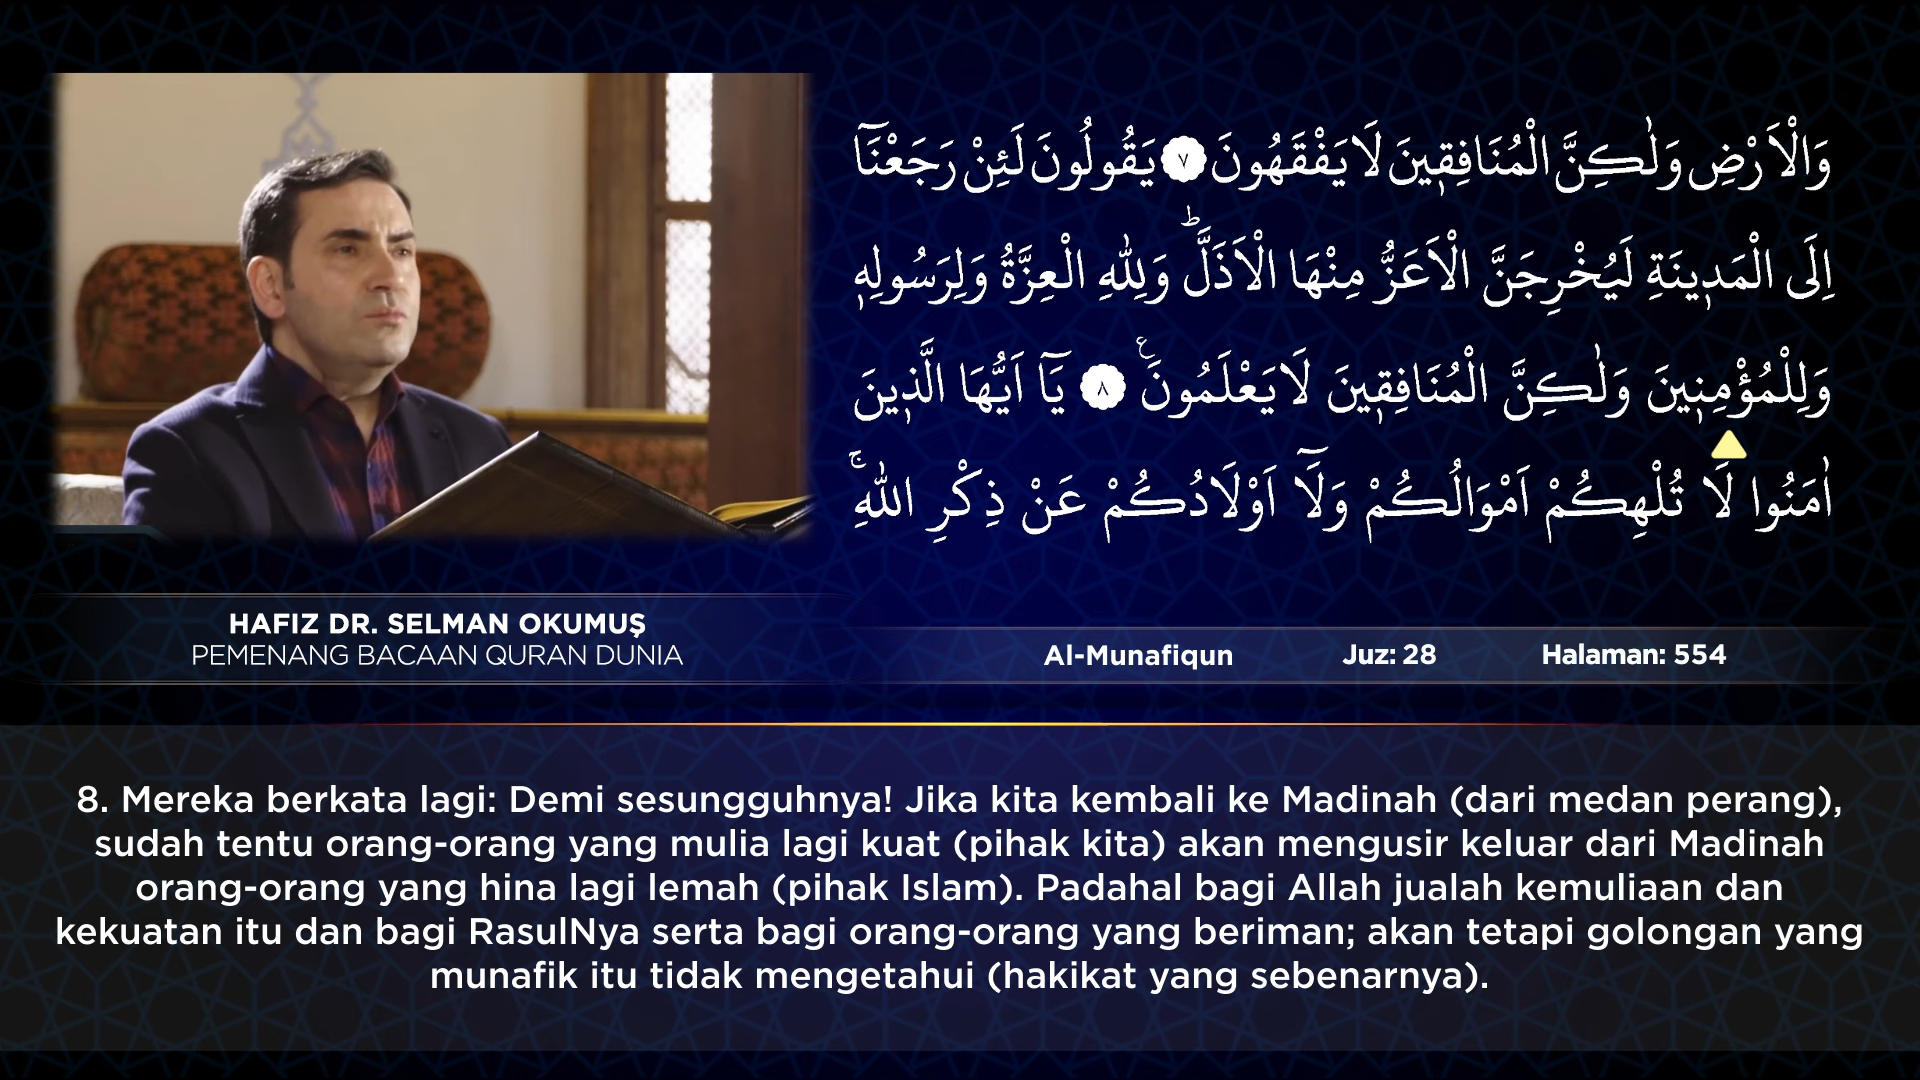 وَالْاَرْضِ وَلٰكِنَّ الْمُنَافِقٖينَ لَا يَفْقَهُونَ ٧ يَقُولُونَ لَئِنْ رَجَعْنَٓا
اِلَى الْمَدٖينَةِ لَيُخْرِجَنَّ الْاَعَزُّ مِنْهَا الْاَذَلَّؕ وَلِلّٰهِ الْعِزَّةُ وَلِرَسُولِهٖ
وَلِلْمُؤْمِنٖينَ وَلٰكِنَّ الْمُنَافِقٖينَ لَا يَعْلَمُونَࣖ ٨ يَٓا اَيُّهَا الَّذٖينَ
اٰمَنُوا لَا تُلْهِكُمْ اَمْوَالُكُمْ وَلَٓا اَوْلَادُكُمْ عَنْ ذِكْرِ اللّٰهِۚ
HAFIZ DR. SELMAN OKUMUŞ
PEMENANG BACAAN QURAN DUNIA
Al-Munafiqun Juz: 28 Halaman: 554
8. Mereka berkata lagi: Demi sesungguhnya! Jika kita kembali ke Madinah (dari medan perang),
sudah tentu orang-orang yang mulia lagi kuat (pihak kita) akan mengusir keluar dari Madinah
orang-orang yang hina lagi lemah (pihak Islam). Padahal bagi Allah jualah kemuliaan dan
kekuatan itu dan bagi RasulNya serta bagi orang-orang yang beriman; akan tetapi golongan yang
munafik itu tidak mengetahui (hakikat yang sebenarnya).